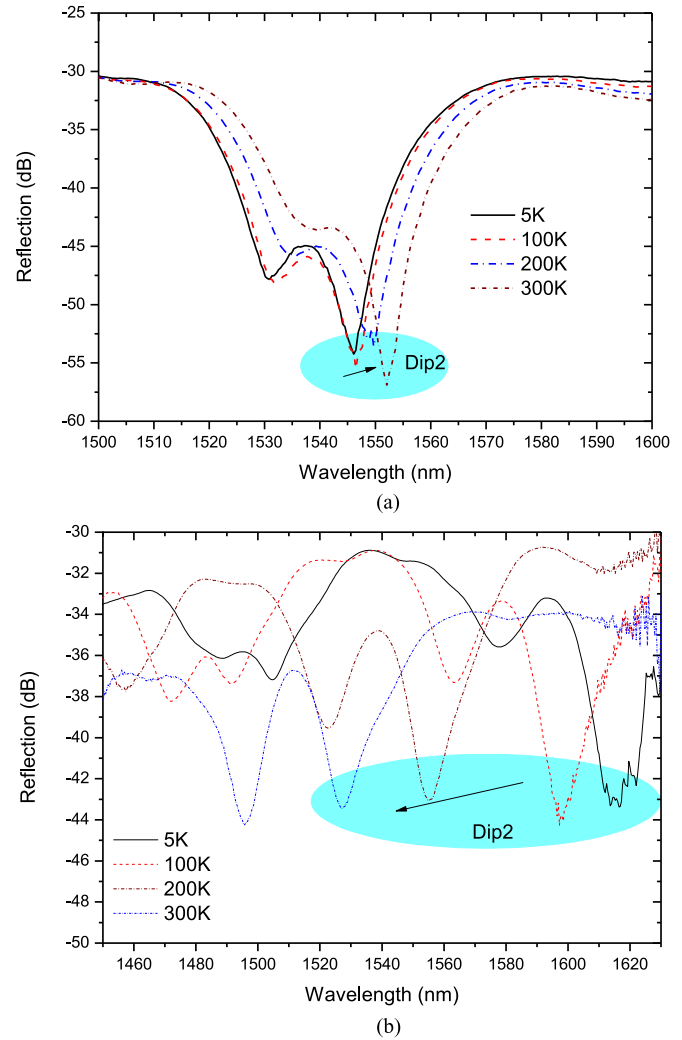 (a)
-25
-30
-35
-40
-45
-50
-55
-60
Reflection (dB)
5K
100K
200K
300K
Dip2
1500 1510 1520 1530 1540 1550 1560 1570 1580 1590 1600
Wavelength (nm)
(a)
-30
-32
-34
-36
-38
-40
-42
-44
-46
-48
-50
Reflection (dB)
Dip2
5K
100K
200K
300K
1460 1480 1500 1520 1540 1560 1580 1600 1620
Wavelength (nm)
(b)